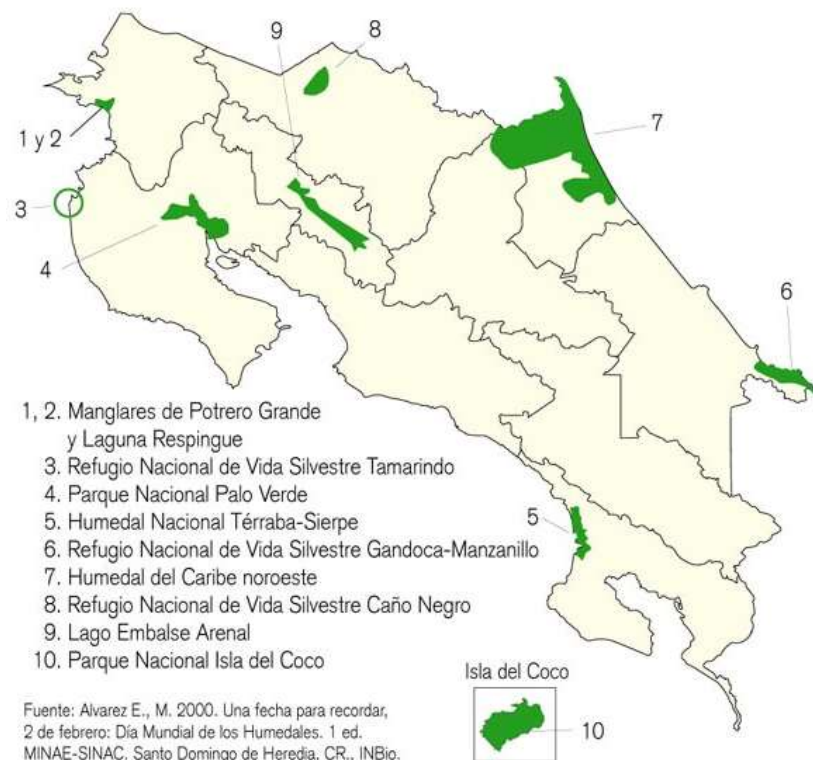 9
8
7
1 y 2
3
4
6
1, 2. Manglares de Potrero Grande
y Laguna Respingue
3. Refugio Nacional de Vida Silvestre Tamarindo
4. Parque Nacional Palo Verde
5. Humedal Nacional Térraba-Sierpe
6. Refugio Nacional de Vida Silvestre Gandoca-Manzanillo
7. Humedal del Caribe noroeste
8. Refugio Nacional de Vida Silvestre Caño Negro
9. Lago Embalse Arenal
10. Parque Nacional Isla del Coco
5
Isla del Coco
10
Fuente: Alvarez E., M. 2000. Una fecha para recordar,
2 de febrero: Día Mundial de los Humedales. 1 ed.
MINAE-SINAC. Santo Domingo de Heredia, CR., INBio.